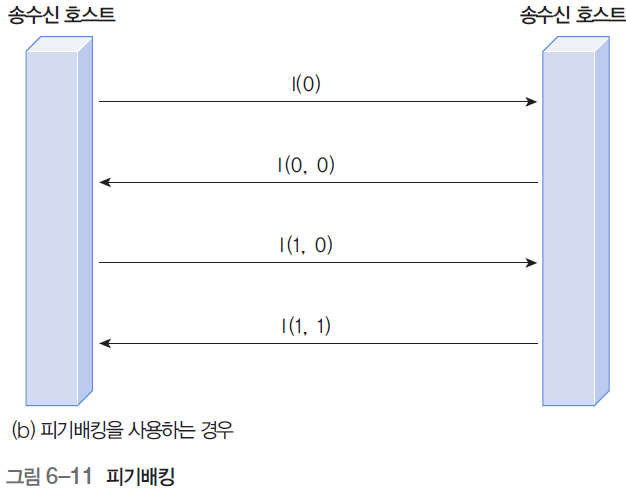 송수신 호스트 송수신 호스트
I(0)
I(0, 0)
I(1, 0)
I(1, 1)
(b) 피기배킹을 사용하는 경우
그림 6-11 피기배킹